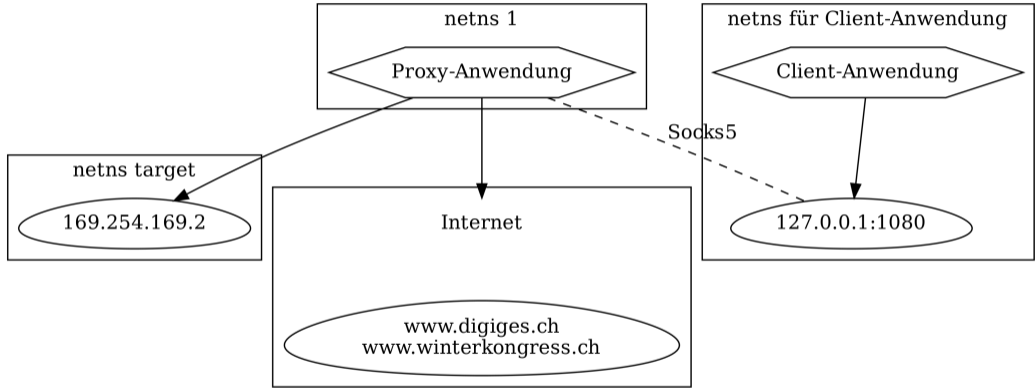 netns 1
Proxy-Anwendung
netns für Client-Anwendung
Client-Anwendung
Socks5
netns target
169.254.169.2
Internet
www.digiges.ch
www.winterkongress.ch
127.0.0.1:1080